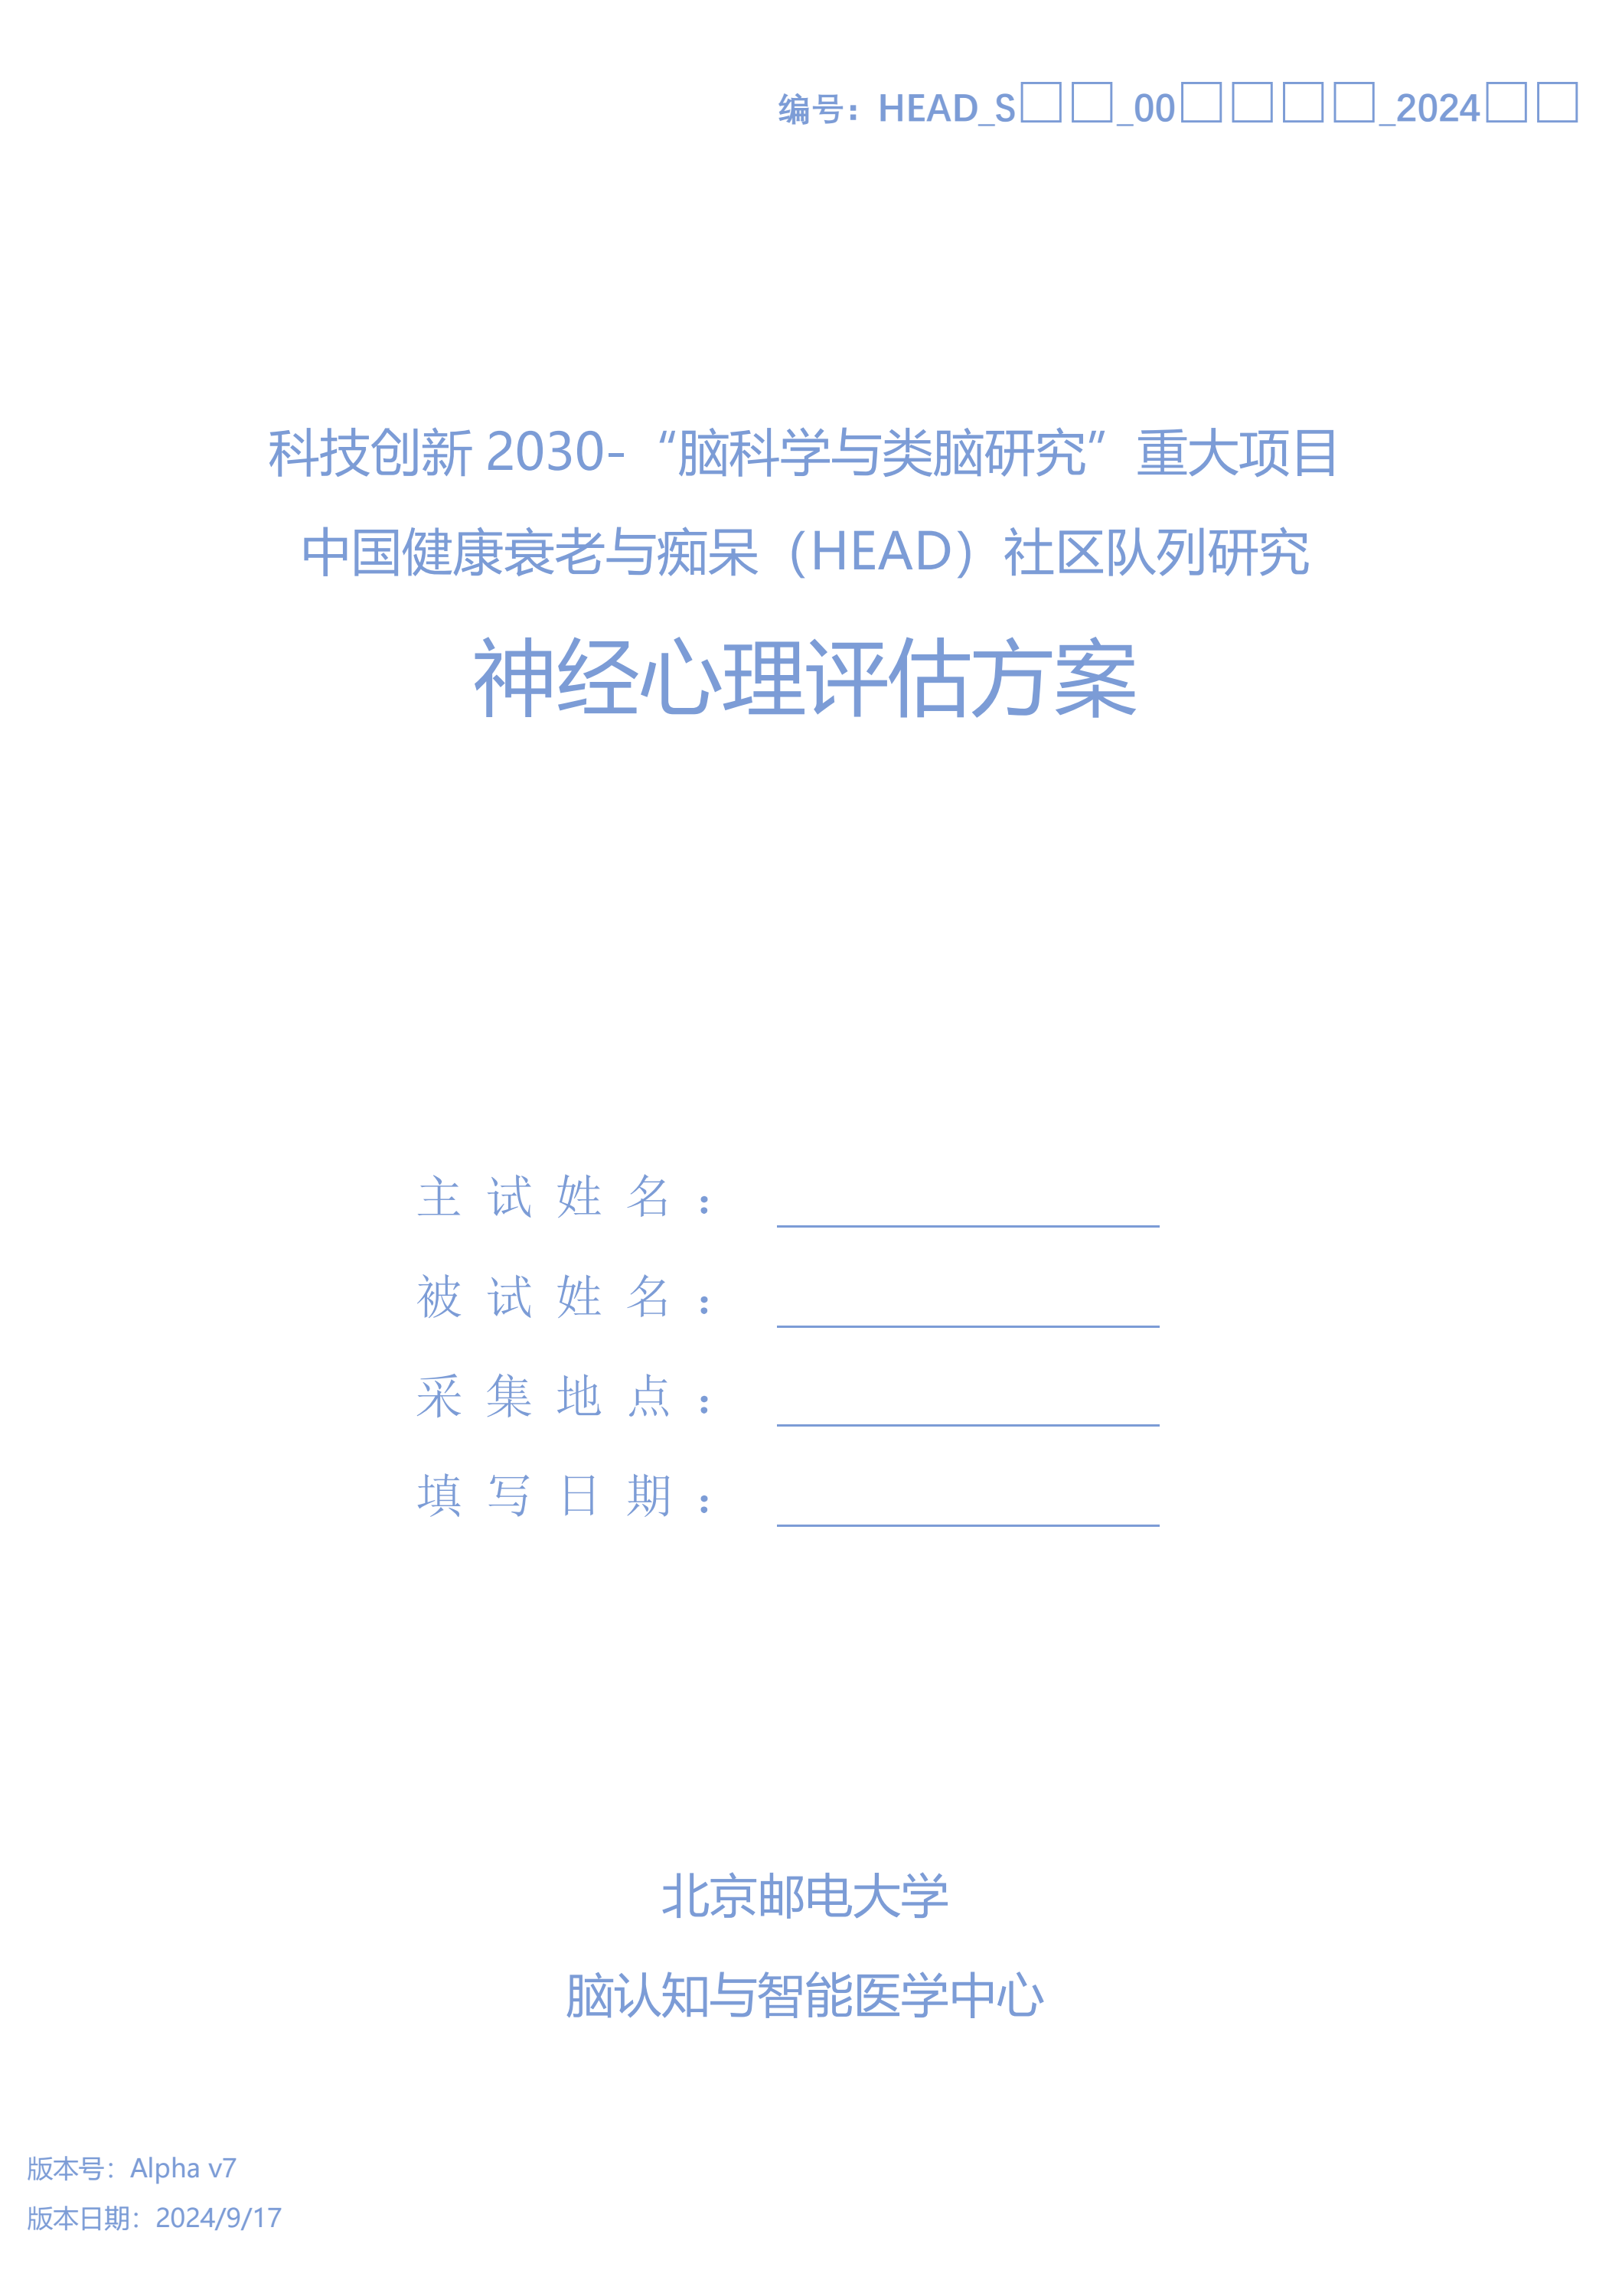 编号：HEAD_S□□_00□□□□_2024□□
科技创新 2030-“脑科学与类脑研究”重大项目
中国健康衰老与痴呆（HEAD）社区队列研究
神经心理评估方案
主试姓名：
被试姓名：
采集地点：
填写日期：
北京邮电大学
脑认知与智能医学中心
版本号：Alpha v7
版本日期：2024/9/17